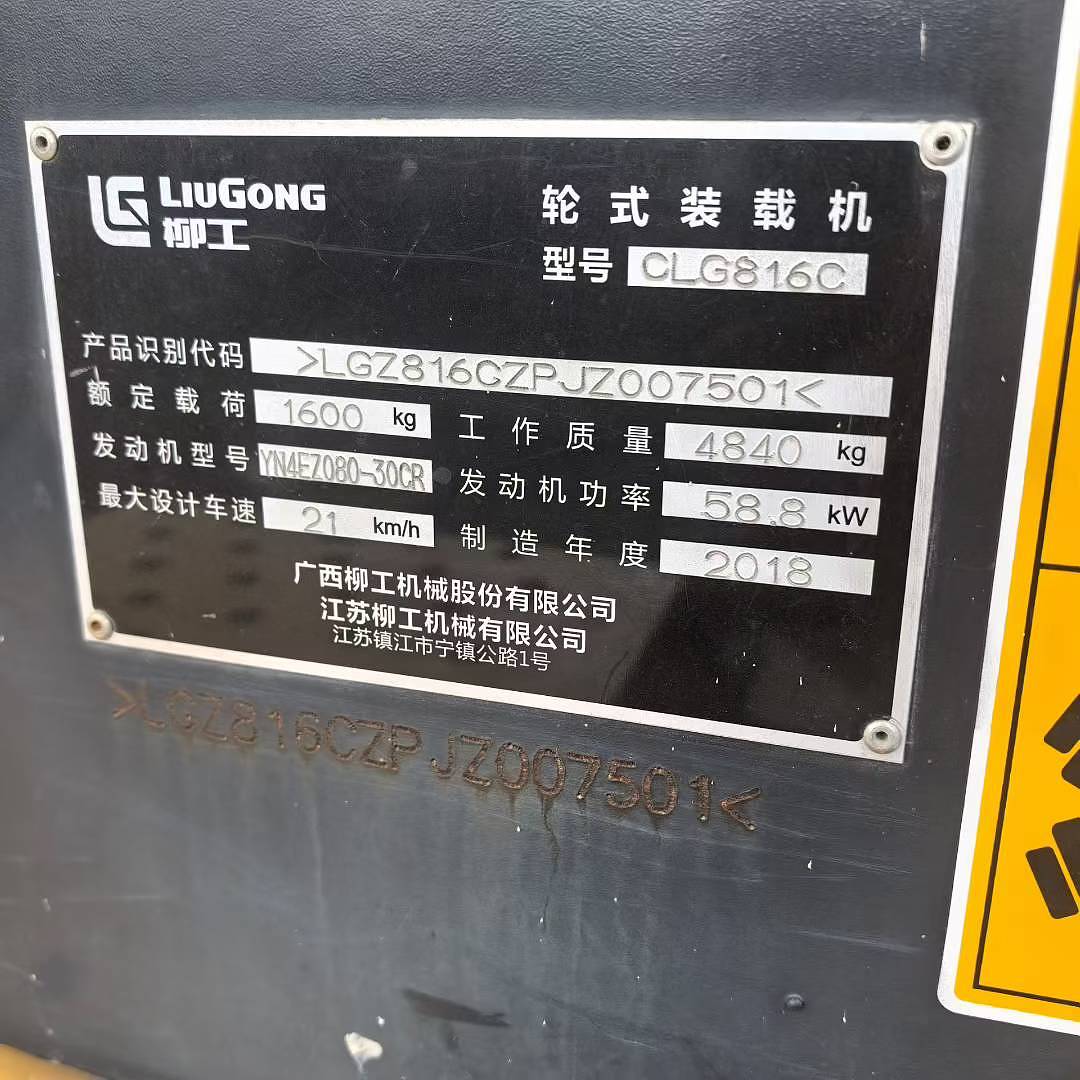 LG LIUGONG
柳工
轮式装载机
型号 CLG816C
产品识别代码 >LGZ816CZPJZ007501<
额定载荷 1600 kg 工作质量 4840 kg
发动机型号 YN4EZ080-30CR 发动机功率 58.8 kW
最大设计车速 21 km/h 制造年度 2018
广西柳工机械股份有限公司
江苏柳工机械有限公司
江苏镇江市宁镇公路1号
>LGZ816CZPJZ007501<